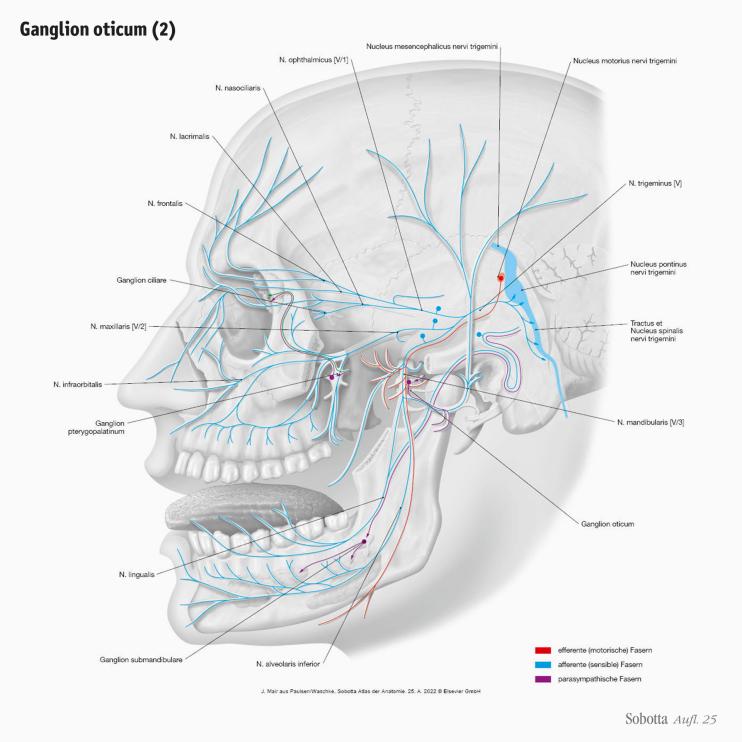 Ganglion oticum (2)
Nucleus mesencephalicus nervi trigemini
N. ophthalmicus [V/1]
Nucleus motorius nervi trigemini
N. nasociliaris
N. lacrimalis
N. trigeminus [V]
N. frontalis
Nucleus pontinus
nervi trigemini
Ganglion ciliare
N. maxillaris [V/2]
Tractus et
Nucleus spinalis
nervi trigemini
N. infraorbitalis
Ganglion
pterygopalatinum
N. mandibularis [V/3]
Ganglion oticum
N. lingualis
Ganglion submandibulare
N. alveolaris inferior
efferente (motorische) Fasern
afferente (sensible) Fasern
parasympathische Fasern
J. Mair aus Paulsen/Waschke, Sobotta Atlas der Anatomie. 25. A. 2022 © Elsevier GmbH
Sobotta Aufl. 25